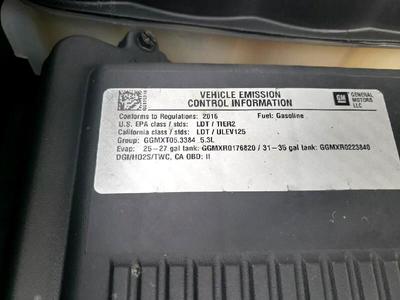 VEHICLE EMISSION
CONTROL INFORMATION
GM
GENERAL
MOTORS
LLC
Conforms to Regulations: 2016 Fuel: Gasoline
U.S. EPA class / stds: LDT / TIER2
California class / stds: LDT / ULEV125
Group: GGMXT05.3384 5.3L
Evap: 25-27 gal tank: GGMXR0176820 / 31-35 gal tank: GGMXR0223840
DGI/HO2S/TWC, CA OBD: II